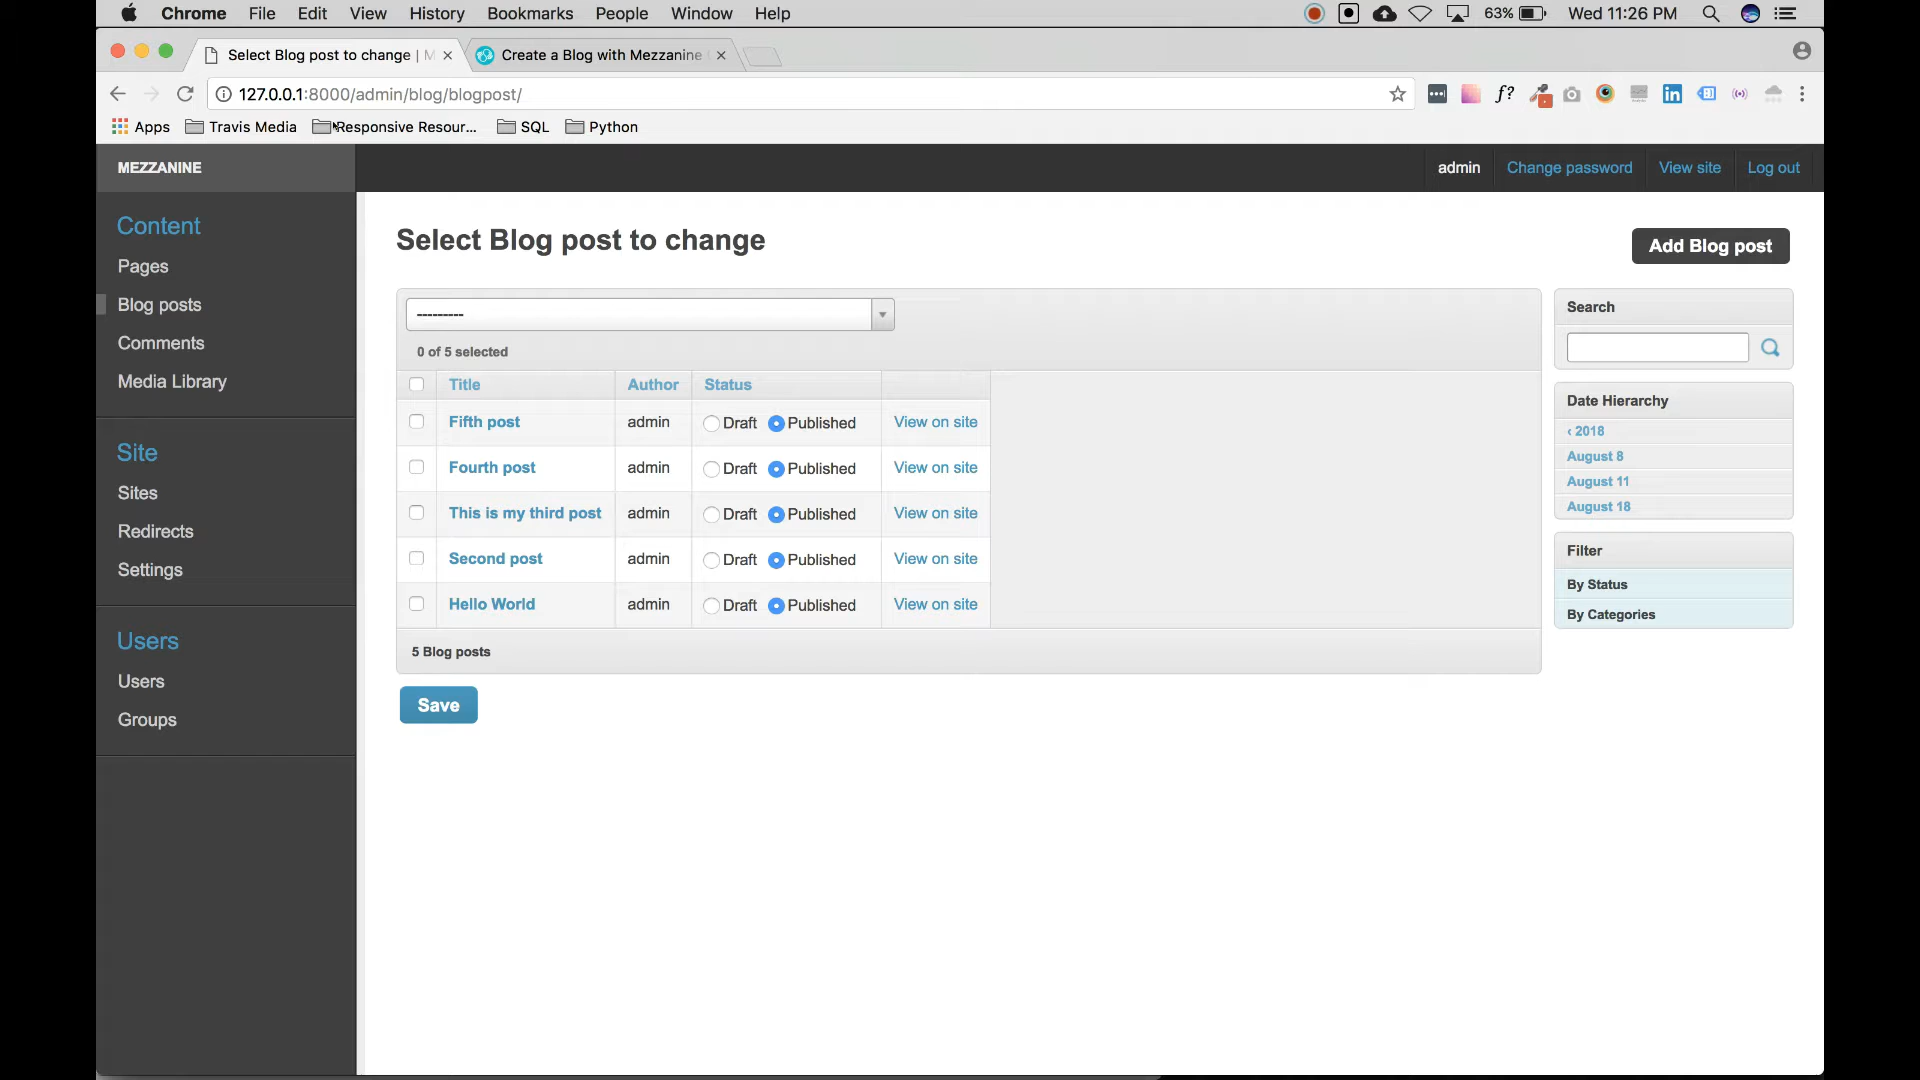 Chrome File Edit View History Bookmarks People Window Help 63% Wed 11:26 PM
Select Blog post to change | M Create a Blog with Mezzanine
127.0.0.1:8000/admin/blog/blogpost/ f?
Apps Travis Media Responsive Resour... SQL Python
MEZZANINE
admin Change password View site Log out
Content
Pages
Blog posts
Comments
Media Library
Site
Sites
Redirects
Settings
Users
Users
Groups
Select Blog post to change
Add Blog post
---------
0 of 5 selected
Title Author Status
Fifth post admin Draft Published View on site
Fourth post admin Draft Published View on site
This is my third post admin Draft Published View on site
Second post admin Draft Published View on site
Hello World admin Draft Published View on site
5 Blog posts
Save
Search
Date Hierarchy
‹ 2018
August 8
August 11
August 18
Filter
By Status
By Categories